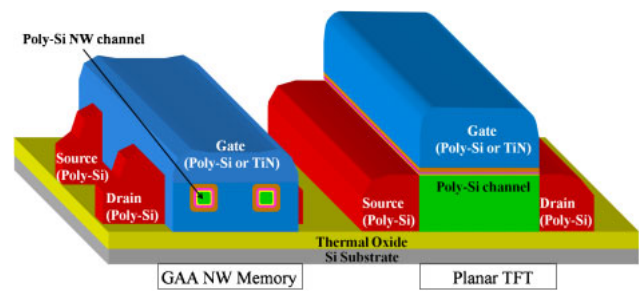 Poly-Si NW channel
Gate
(Poly-Si or TiN)
Source
(Poly-Si)
Drain
(Poly-Si)
Gate
(Poly-Si or TiN)
Poly-Si channel
Source
(Poly-Si)
Drain
(Poly-Si)
Thermal Oxide
Si Substrate
GAA NW Memory
Planar TFT